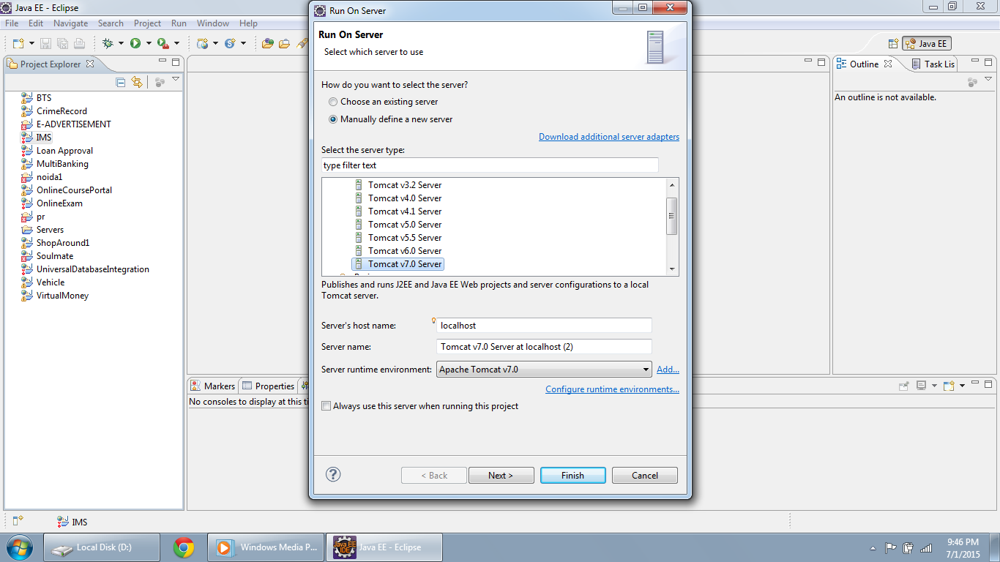 Java EE - Eclipse
File Edit Navigate Search Project Run Window Help
Java EE
Project Explorer
BTS
CrimeRecord
E-ADVERTISEMENT
IMS
Loan Approval
MultiBanking
noida1
OnlineCoursePortal
OnlineExam
pr
Servers
ShopAround1
Soulmate
UniversalDatabaseIntegration
Vehicle
VirtualMoney
Run On Server
Run On Server
Select which server to use
How do you want to select the server?
Choose an existing server
Manually define a new server
Download additional server adapters
Select the server type:
type filter text
Tomcat v3.2 Server
Tomcat v4.0 Server
Tomcat v4.1 Server
Tomcat v5.0 Server
Tomcat v5.5 Server
Tomcat v6.0 Server
Tomcat v7.0 Server
Publishes and runs J2EE and Java EE Web projects and server configurations to a local
Tomcat server.
Server's host name: localhost
Server name: Tomcat v7.0 Server at localhost (2)
Server runtime environment: Apache Tomcat v7.0 Add...
Configure runtime environments...
Always use this server when running this project
? < Back Next > Finish Cancel
Outline Task Lis
An outline is not available.
Markers Properties
No consoles to display at this ti
IMS
Local Disk (D:) Windows Media P... Java EE IDE Java EE - Eclipse
9:46 PM
7/1/2015